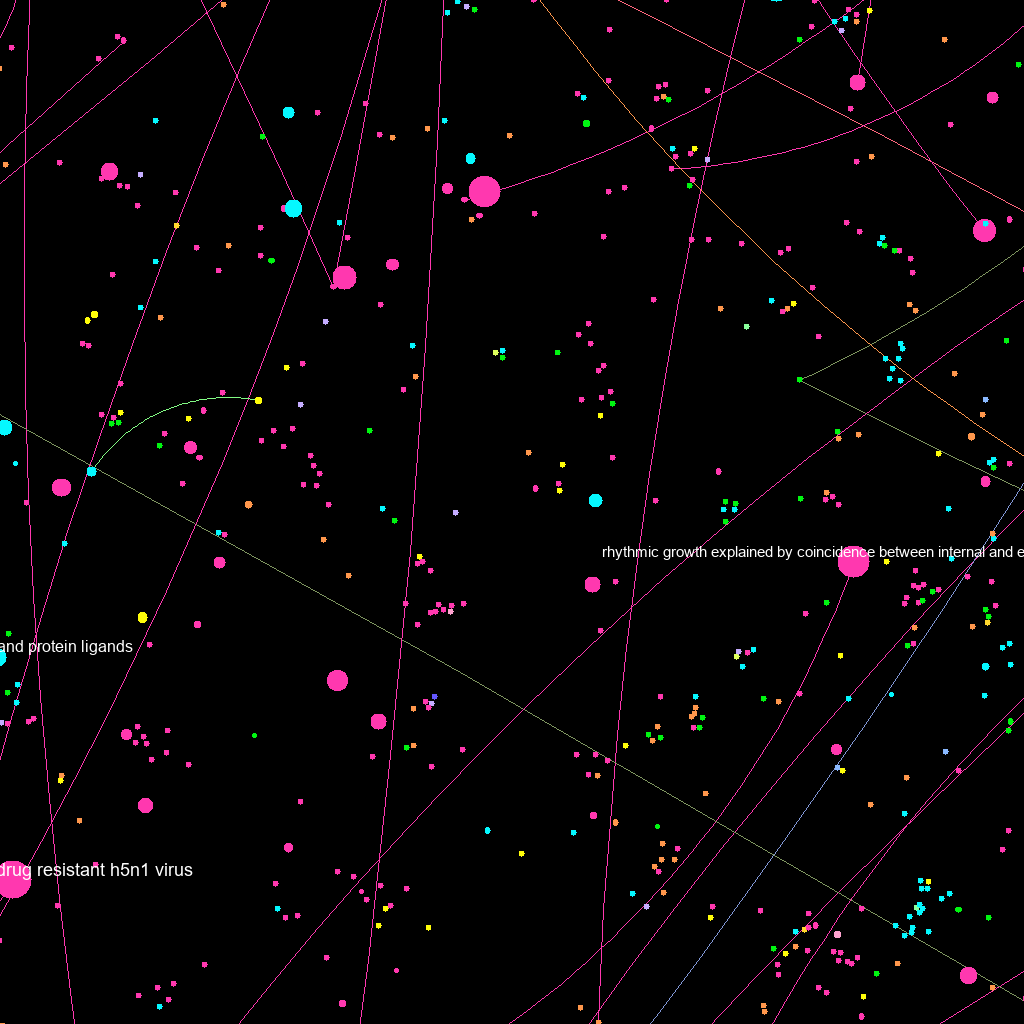 rhythmic growth explained by coincidence between internal and e
and protein ligands
drug resistant h5n1 virus